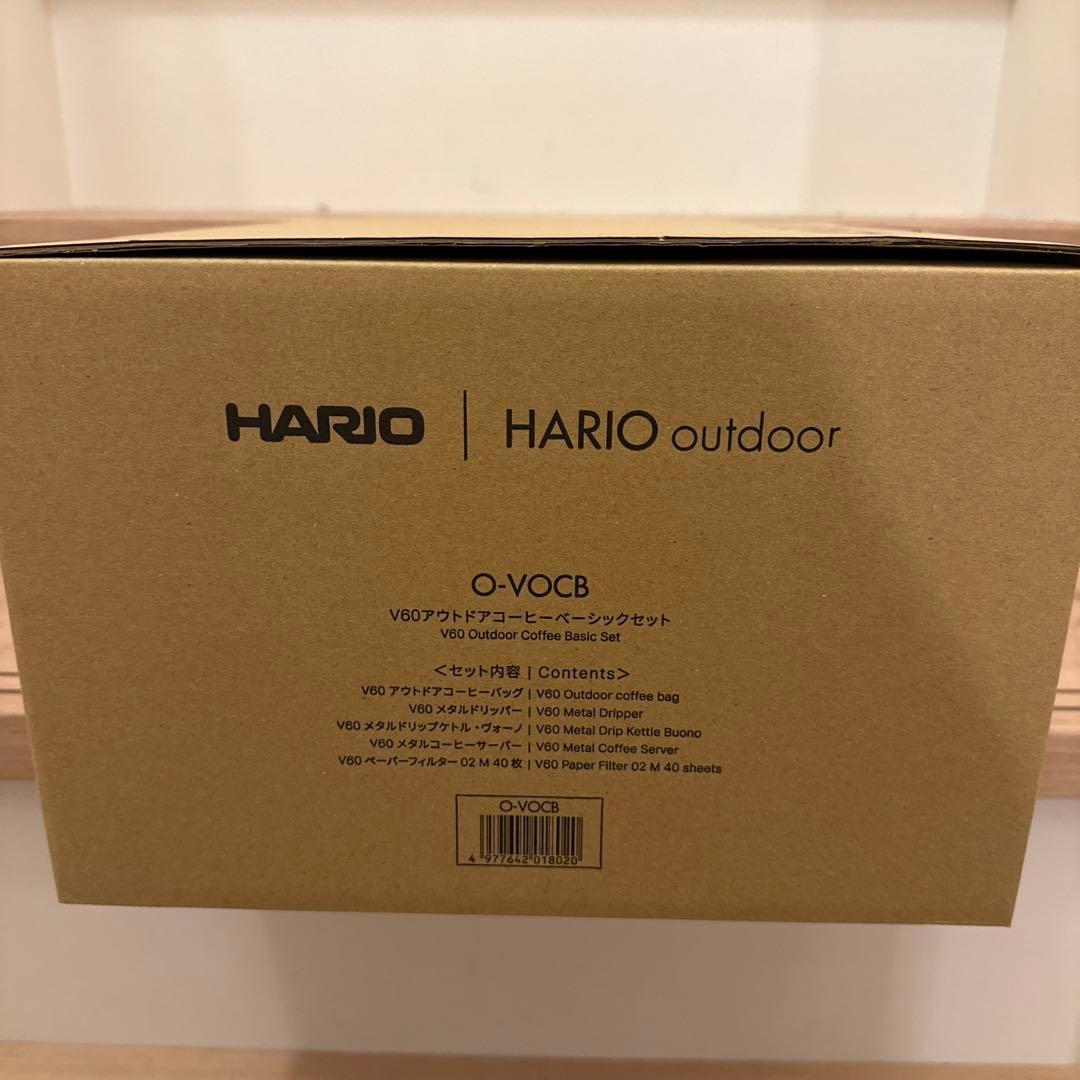 HARIO | HARIO outdoor
O-VOCB
V60アウトドアコーヒーベーシックセット
V60 Outdoor Coffee Basic Set
＜セット内容 | Contents＞
V60 アウトドアコーヒーバッグ | V60 Outdoor coffee bag
V60 メタルドリッパー | V60 Metal Dripper
V60 メタルドリップケトル・ヴォーノ | V60 Metal Drip Kettle Buono
V60 メタルコーヒーサーバー | V60 Metal Coffee Server
V60 ペーパーフィルター 02 M 40 枚 | V60 Paper Filter 02 M 40 sheets
O-VOCB
4 977642 018020